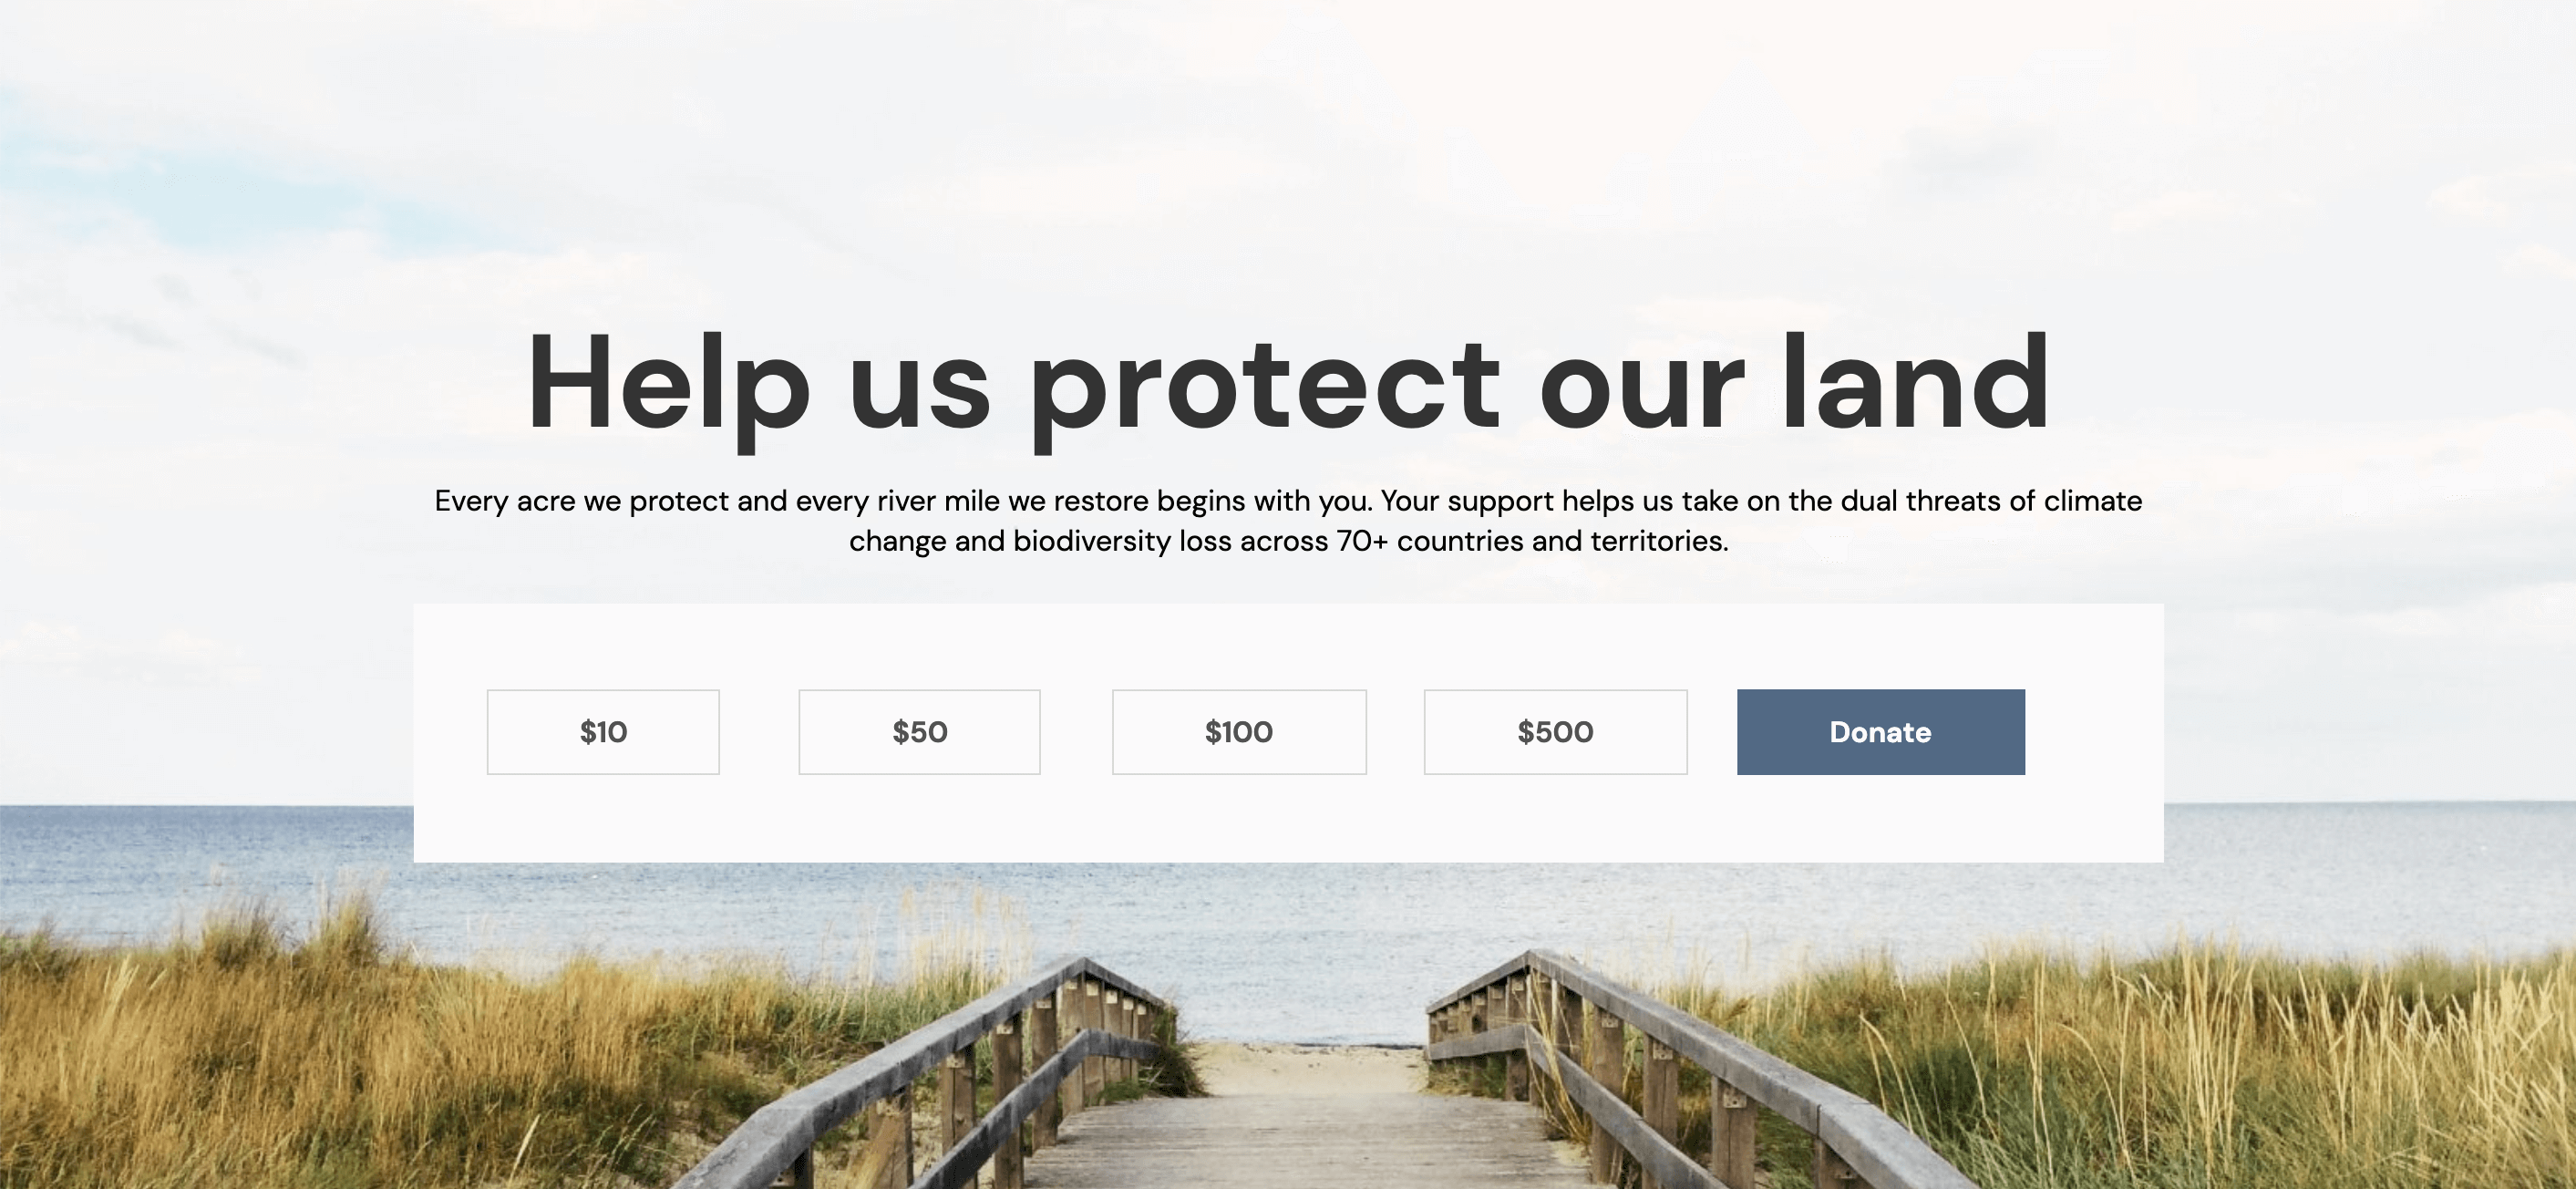 Help us protect our land
Every acre we protect and every river mile we restore begins with you. Your support helps us take on the dual threats of climate
change and biodiversity loss across 70+ countries and territories.
$10 $50 $100 $500 Donate